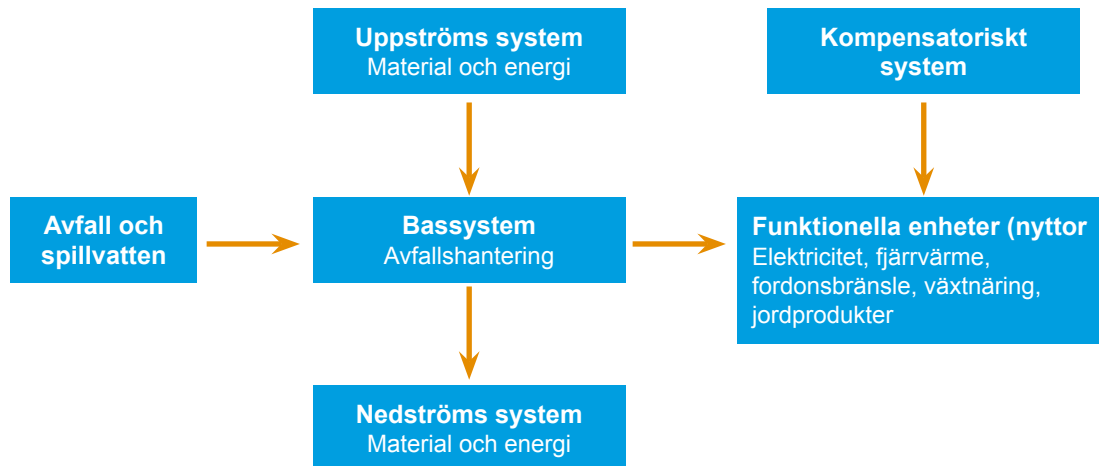 Uppströms system
Material och energi
Kompensatoriskt
system
Avfall och
spillvatten
Bassystem
Avfallshantering
Funktionella enheter (nyttor
Elektricitet, fjärrvärme,
fordonsbränsle, växtnäring,
jordprodukter
Nedströms system
Material och energi